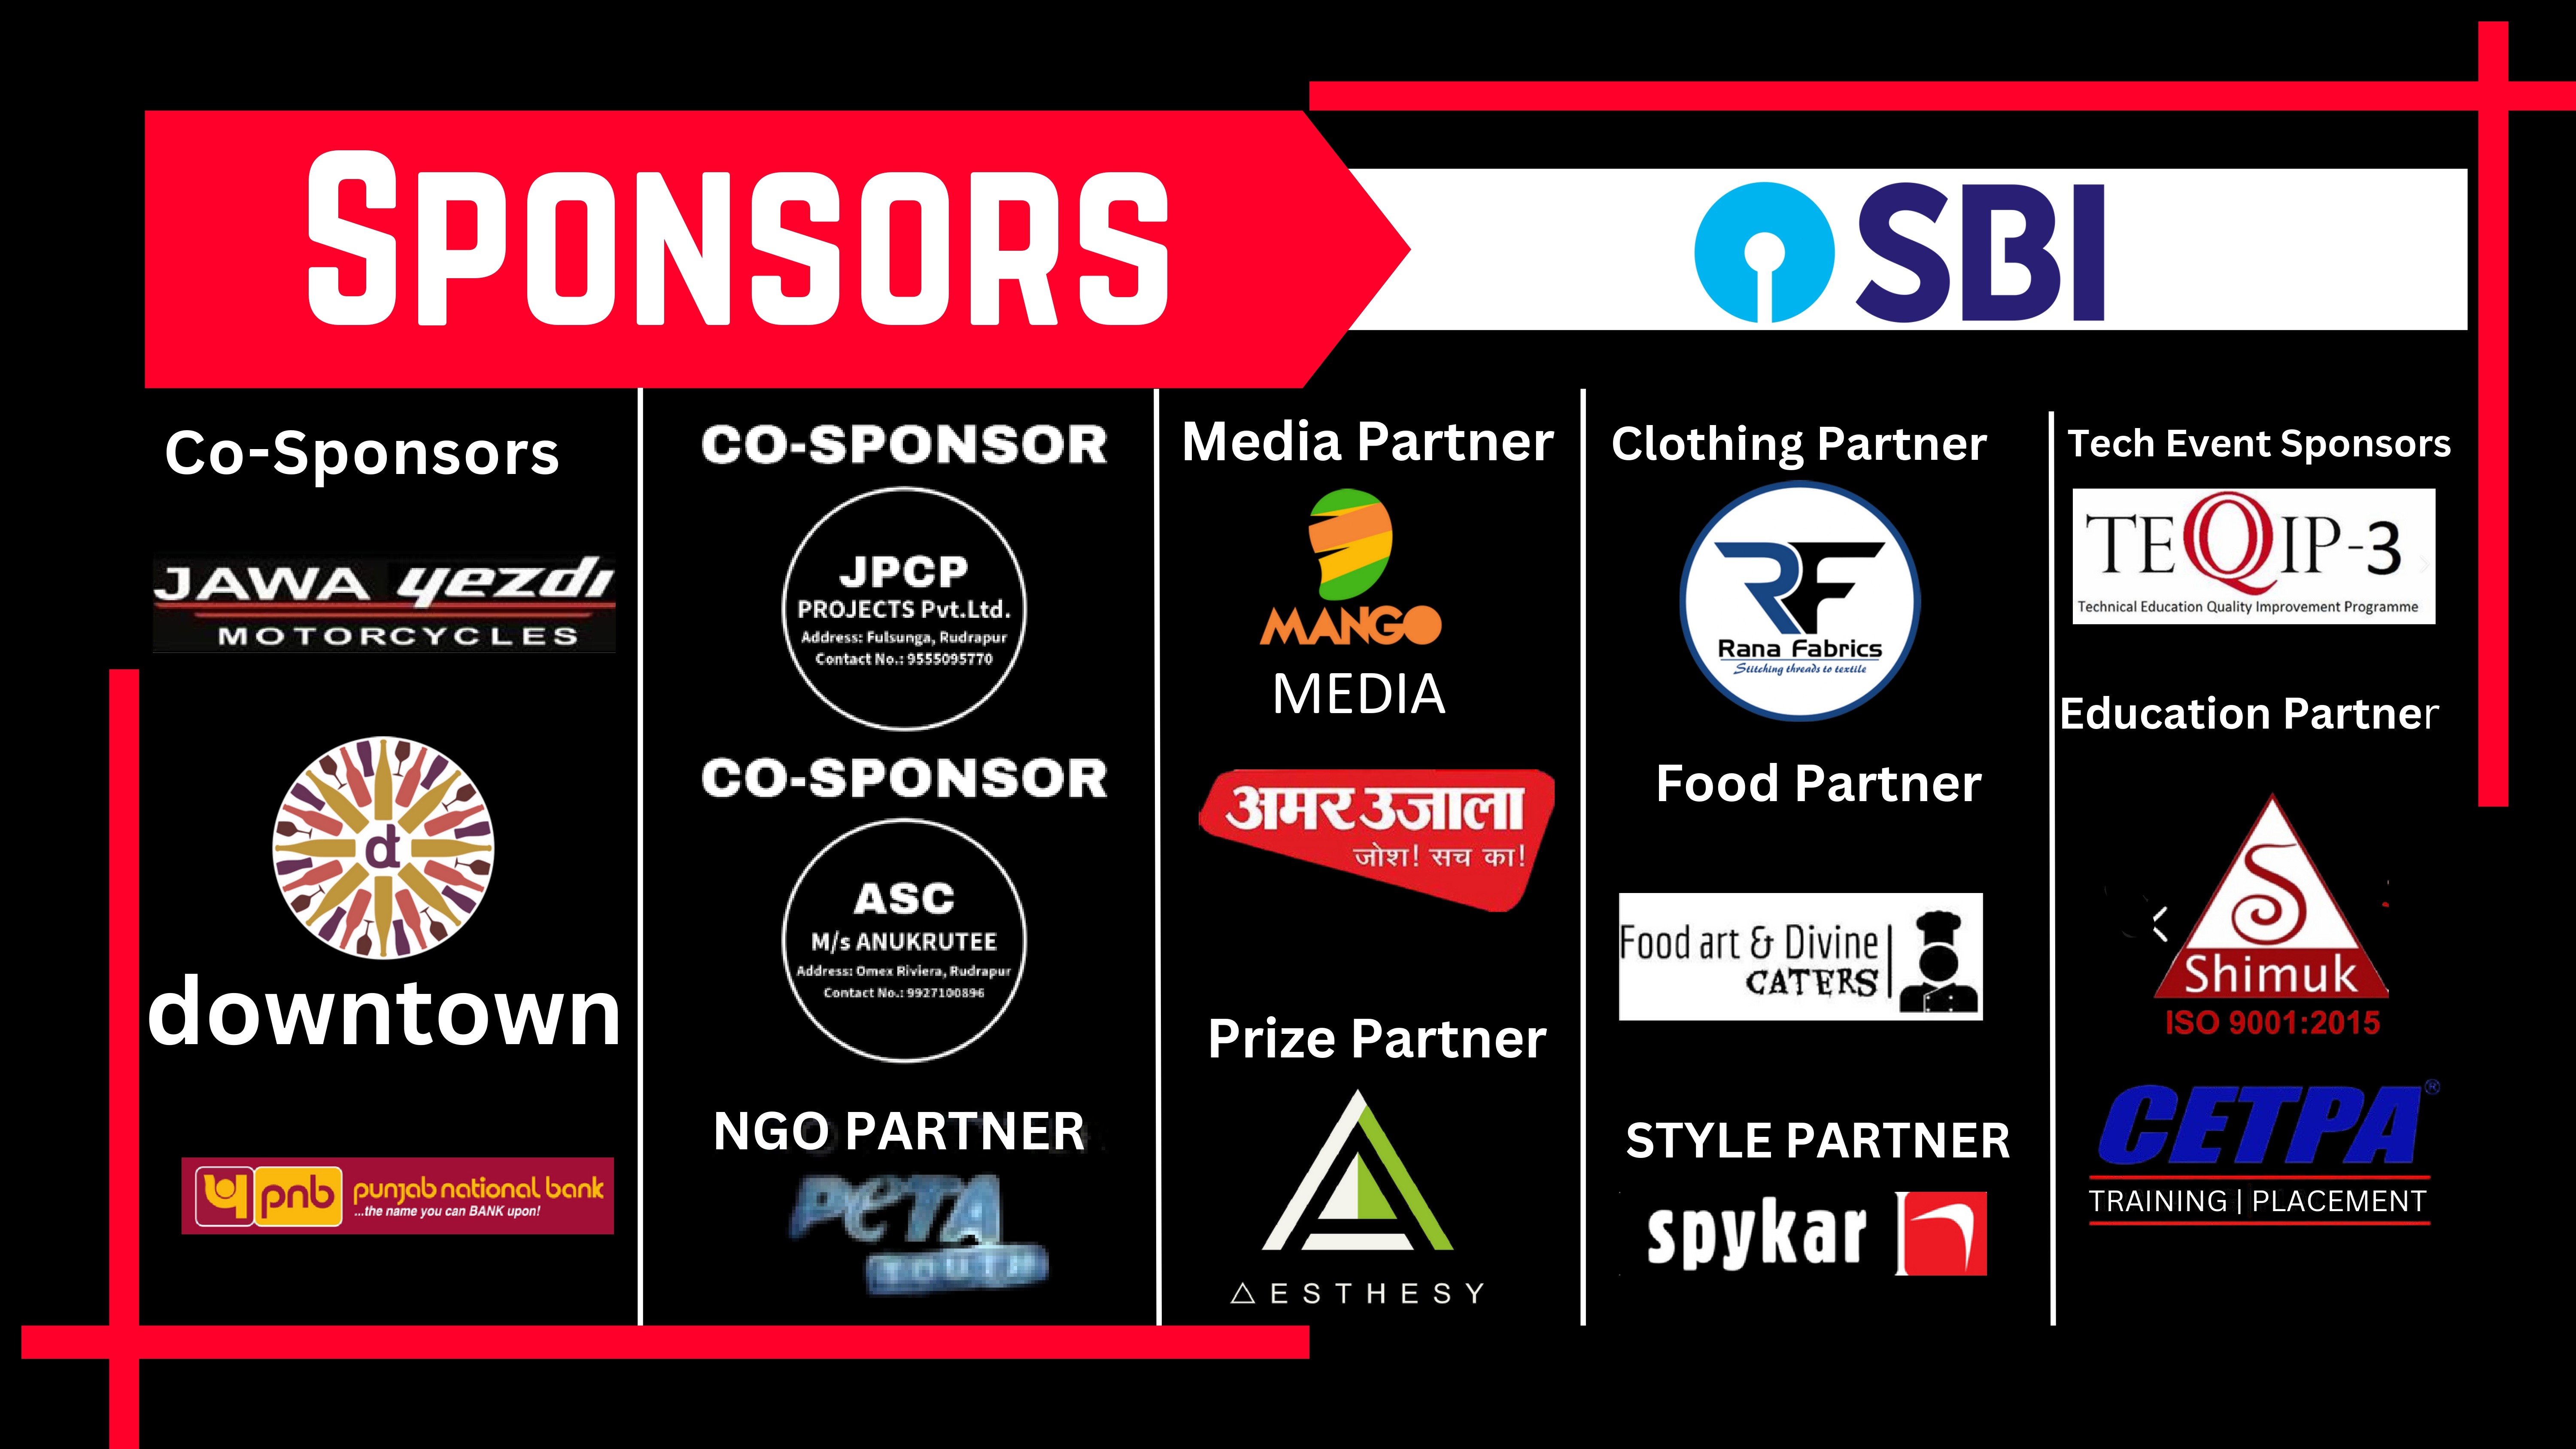 SPONSORS
SBI
Co-Sponsors
JAWA yezdi
MOTORCYCLES
d
downtown
pnb punjab national bank
...the name you can BANK upon!
CO-SPONSOR
JPCP
PROJECTS Pvt.Ltd.
Address: Fulsunga, Rudrapur
Contact No.: 9555095770
CO-SPONSOR
ASC
M/s ANUKRUTEE
Address: Omex Riviera, Rudrapur
Contact No.: 9927100896
NGO PARTNER
PETA
Media Partner
MANGO
MEDIA
अमर उजाला
जोश! सच का!
Prize Partner
AESTHESY
Clothing Partner
RF
Rana Fabrics
Stitching threads to textile
Food Partner
Food art & Divine
CATERS
STYLE PARTNER
spykar
Tech Event Sponsors
TEQIP-3
Technical Education Quality Improvement Programme
Education Partner
S
Shimuk
ISO 9001:2015
CETPA®
TRAINING | PLACEMENT